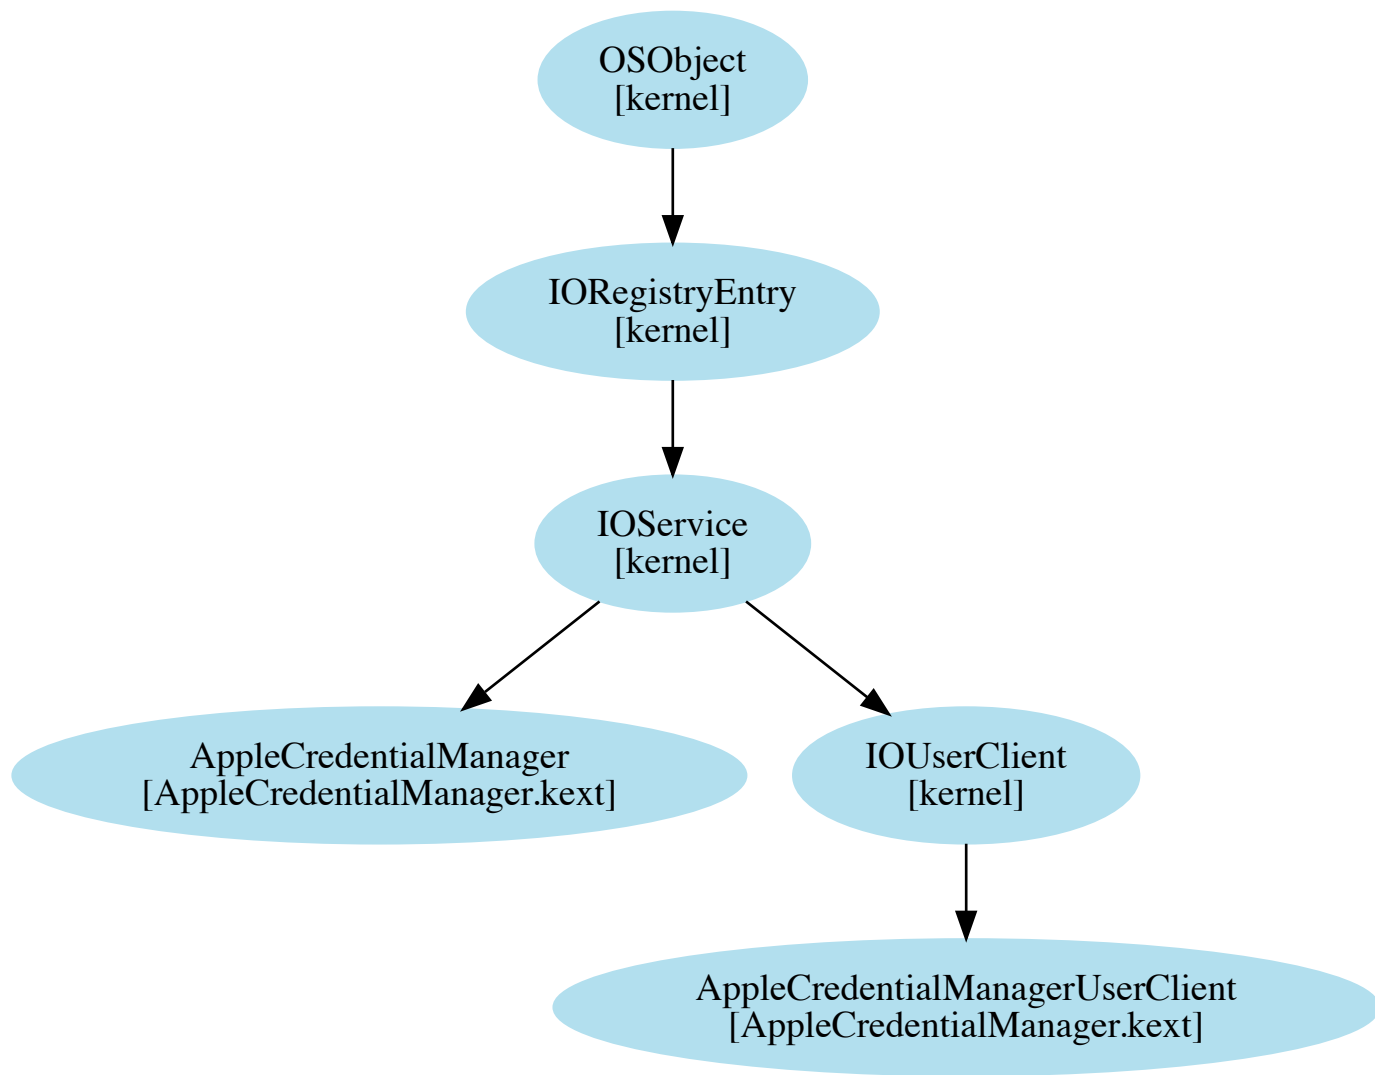 OSObject
[kernel]
IORegistryEntry
[kernel]
IOService
[kernel]
AppleCredentialManager
[AppleCredentialManager.kext]
IOUserClient
[kernel]
AppleCredentialManagerUserClient
[AppleCredentialManager.kext]